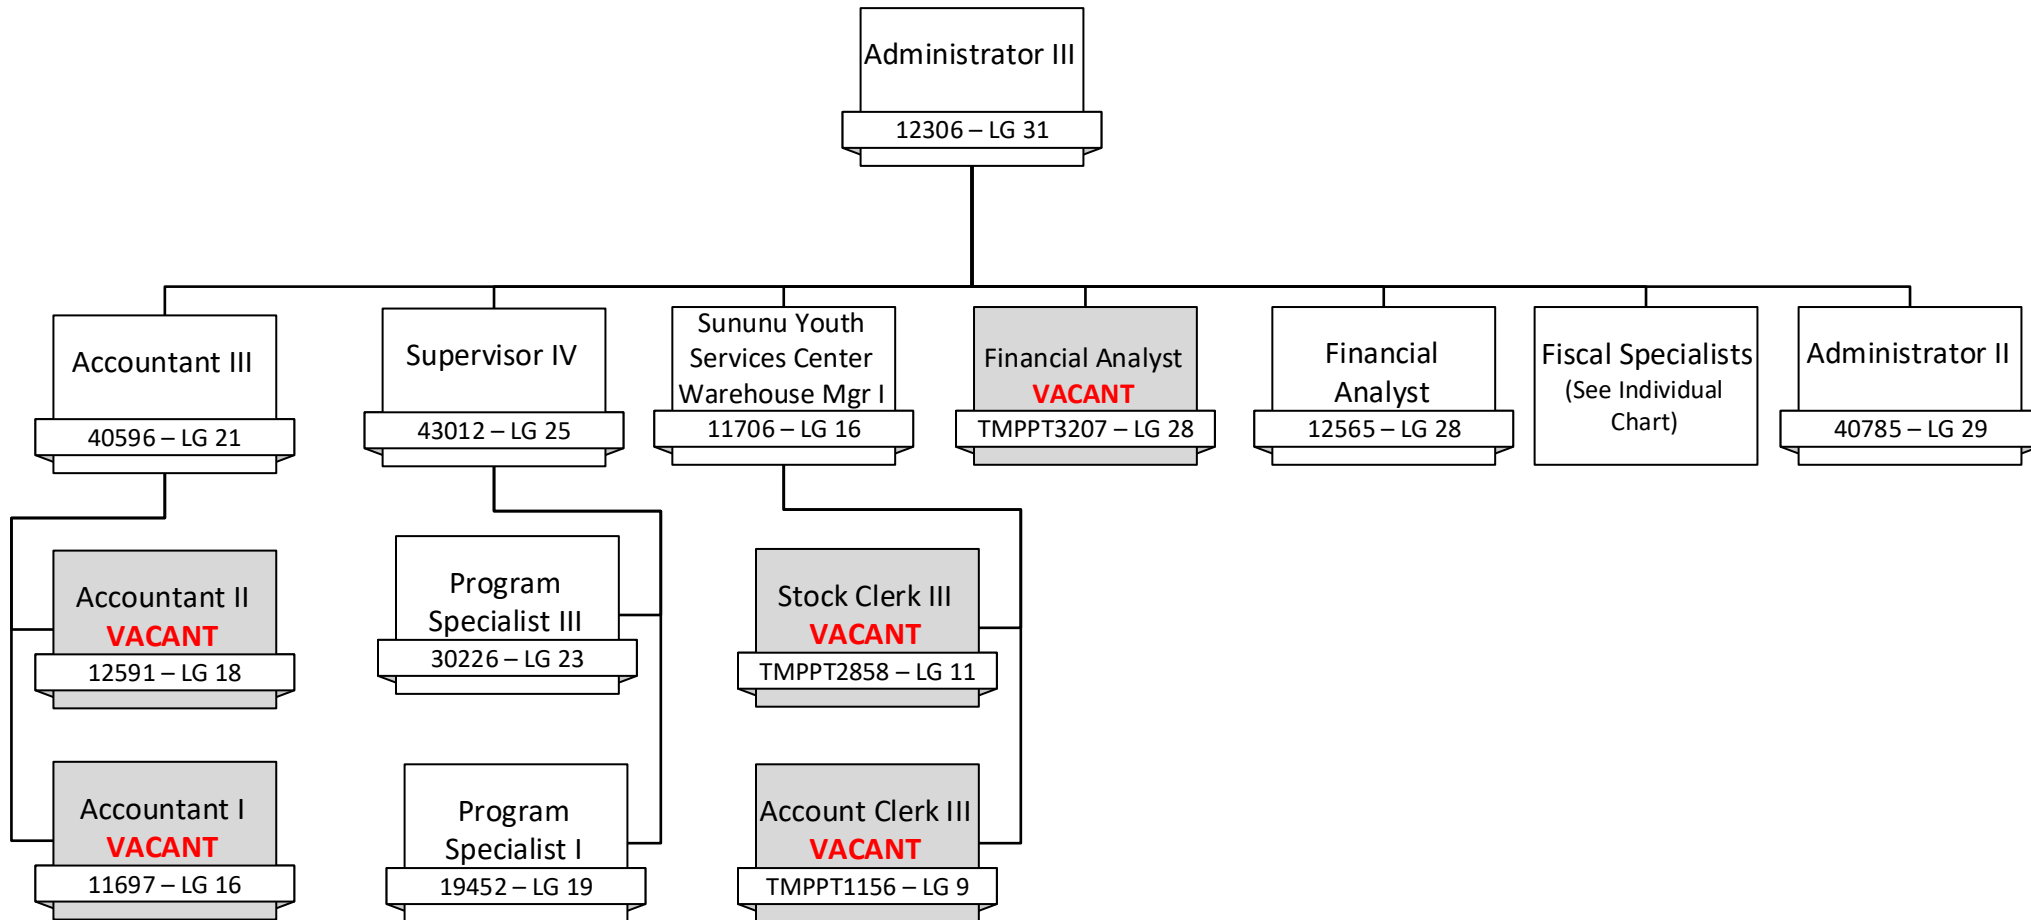 Administrator III
12306 – LG 31
Accountant III
40596 – LG 21
Supervisor IV
43012 – LG 25
Sununu Youth
Services Center
Warehouse Mgr I
11706 – LG 16
Financial Analyst
VACANT
TMPPT3207 – LG 28
Financial
Analyst
12565 – LG 28
Fiscal Specialists
(See Individual
Chart)
Administrator II
40785 – LG 29
Accountant II
VACANT
12591 – LG 18
Program
Specialist III
30226 – LG 23
Stock Clerk III
VACANT
TMPPT2858 – LG 11
Accountant I
VACANT
11697 – LG 16
Program
Specialist I
19452 – LG 19
Account Clerk III
VACANT
TMPPT1156 – LG 9